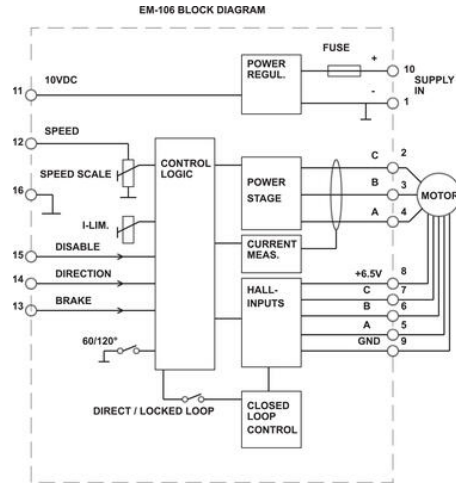 EM-106 BLOCK DIAGRAM
FUSE
POWER
REGUL.
+
10
SUPPLY
IN
-
1
11
10VDC
12
SPEED
SPEED SCALE
CONTROL
LOGIC
16
I-LIM.
POWER
STAGE
C
2
B
3
A
4
MOTOR
CURRENT
MEAS.
15
DISABLE
14
DIRECTION
13
BRAKE
60/120°
HALL-
INPUTS
+6.5V
8
C
7
B
6
A
5
GND
9
DIRECT / LOCKED LOOP
CLOSED
LOOP
CONTROL